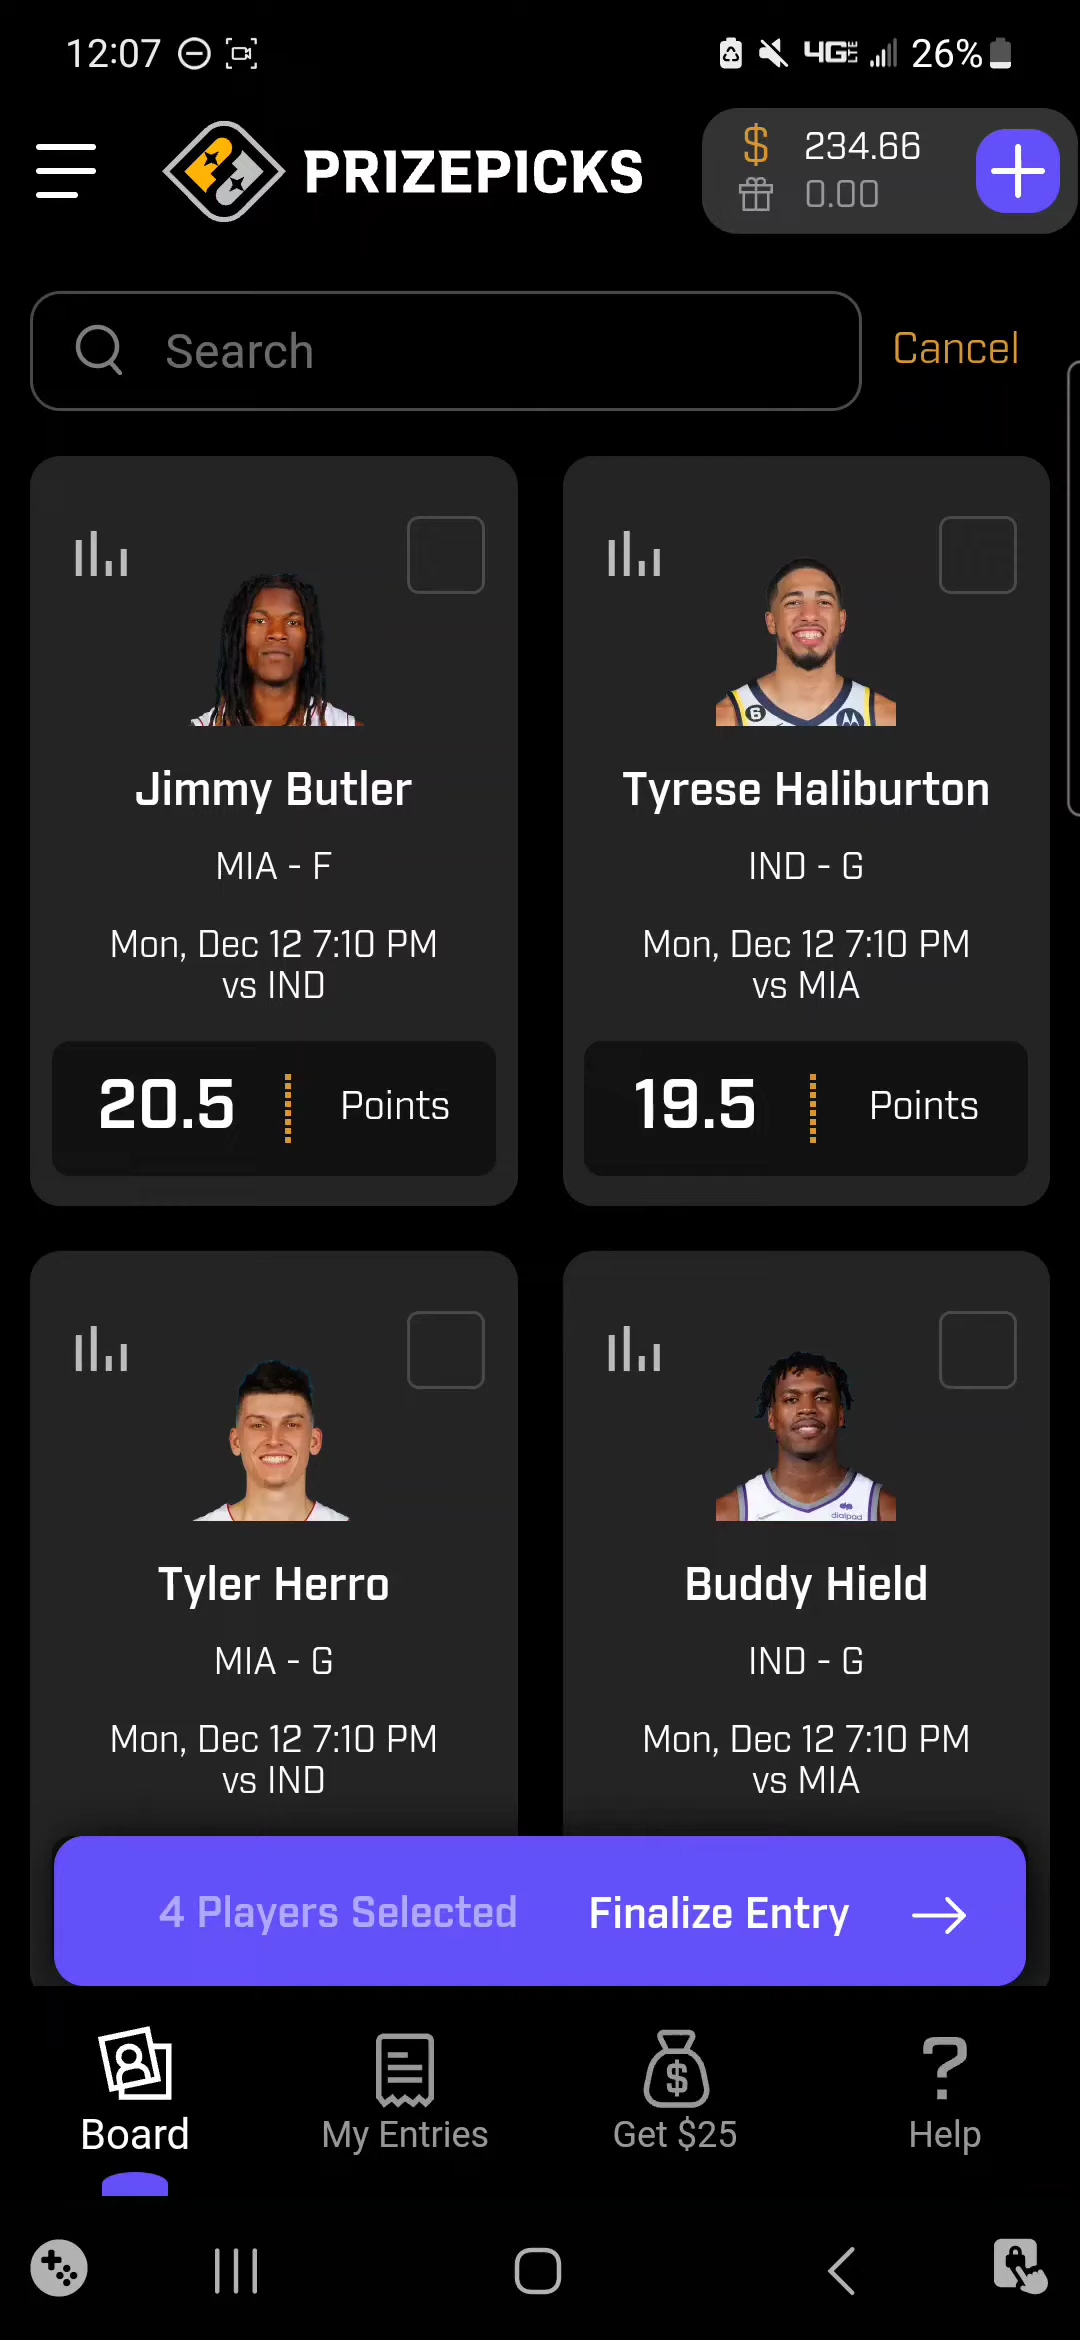 12:07
4G LTE 26%
PRIZEPICKS
$ 234.66
0.00
Search
Cancel
Jimmy Butler
MIA - F
Mon, Dec 12 7:10 PM
vs IND
20.5 Points
6
Tyrese Haliburton
IND - G
Mon, Dec 12 7:10 PM
vs MIA
19.5 Points
Tyler Herro
MIA - G
Mon, Dec 12 7:10 PM
vs IND
dialpad
Buddy Hield
IND - G
Mon, Dec 12 7:10 PM
vs MIA
4 Players Selected
Finalize Entry
Board
My Entries
$
Get $25
?
Help